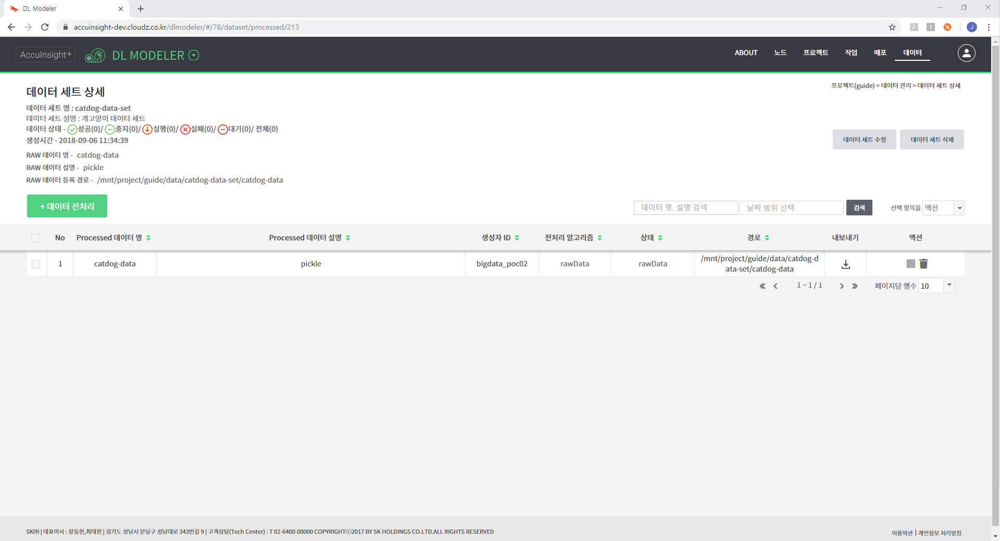 DL Modeler
accuinsight-dev.cloudz.co.kr/dlmodeler/#/78/dataset/processed/213
J
AccuInsight+
DL MODELER
ABOUT 노드 프로젝트 작업 배포 데이터
프로젝트(guide) > 데이터 관리 > 데이터 세트 상세
데이터 세트 상세
데이터 세트 명 : catdog-data-set
데이터 세트 설명 : 개고양이 데이터 세트
데이터 상태 - 성공(0)/ 중지(0)/ 실행(0)/ 실패(0)/ 대기(0)/ 전체(0)
생성시간 - 2018-09-06 11:34:39
데이터 세트 수정 데이터 세트 삭제
RAW 데이터 명 - catdog-data
RAW 데이터 설명 - pickle
RAW 데이터 등록 경로 - /mnt/project/guide/data/catdog-data-set/catdog-data
+ 데이터 전처리
데이터 명, 설명 검색 날짜 범위 선택 검색 선택 항목을 액션
No Processed 데이터 명 Processed 데이터 설명 생성자 ID 전처리 알고리즘 상태 경로 내보내기 액션
1 catdog-data pickle bigdata_poc02 rawData rawData /mnt/project/guide/data/catdog-d
ata-set/catdog-data
1 ~ 1 / 1 페이지당 행수 10
SK㈜ | 대표이사 : 장동현,최태원 | 경기도 성남시 분당구 성남대로 343번길 9 | 고객상담(Tech Center) : T 02-6400-00000 COPYRIGHTⓒ2017 BY SK HOLDINGS CO.LTD.ALL RIGHTS RESERVED
이용약관 | 개인정보 처리방침